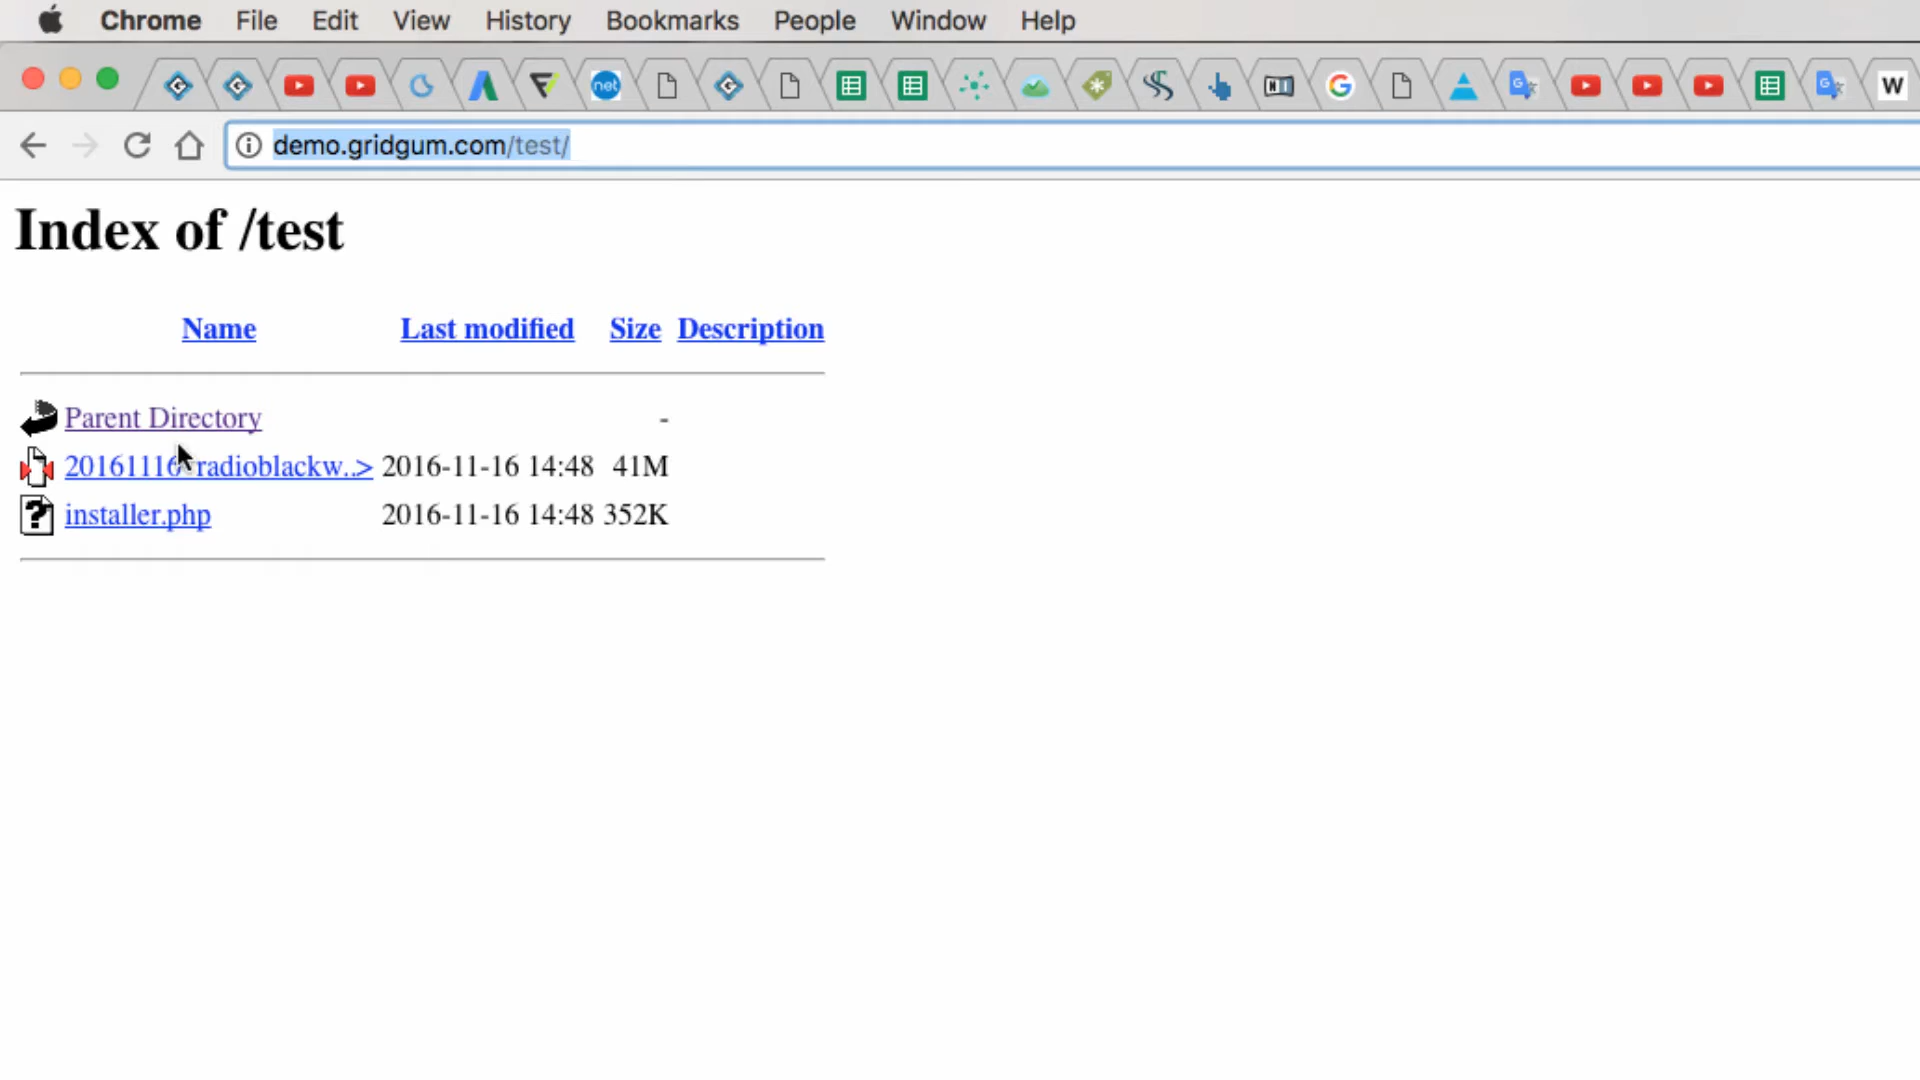 Chrome File Edit View History Bookmarks People Window Help
net G W
demo.gridgum.com/test/
Index of /test
Name Last modified Size Description
Parent Directory -
20161116 radioblackw..> 2016-11-16 14:48 41M
installer.php 2016-11-16 14:48 352K